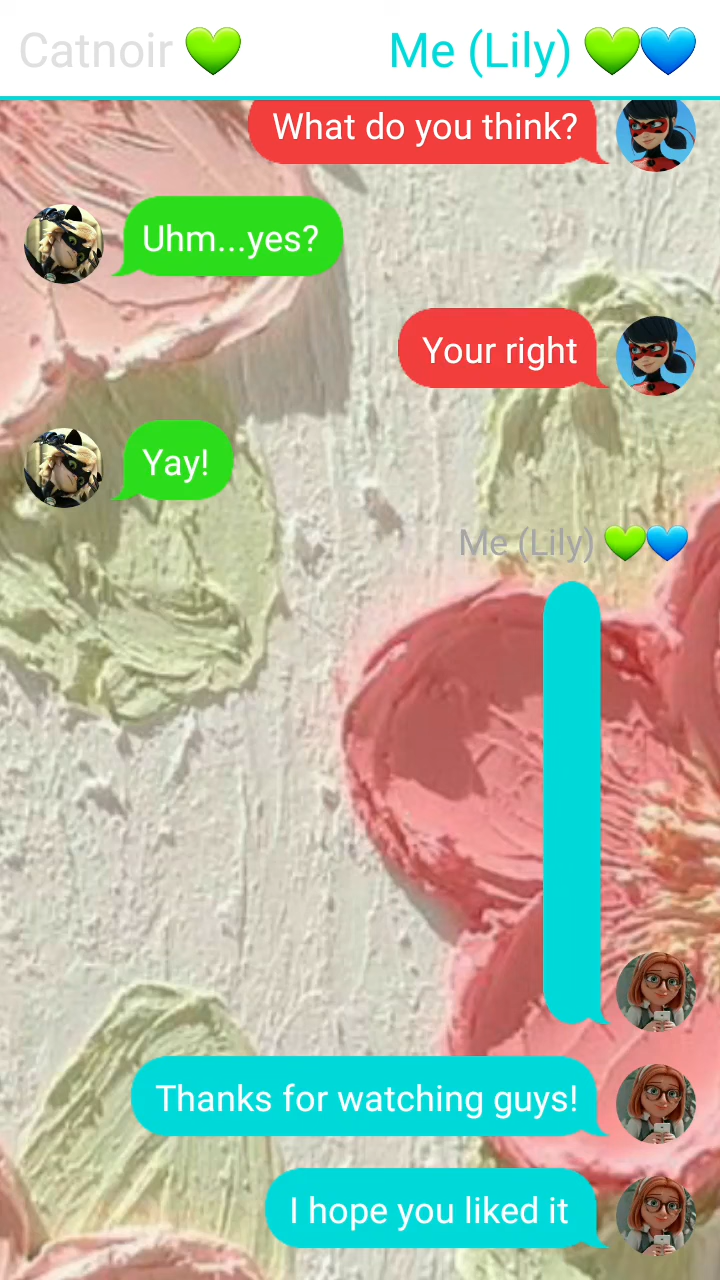 Catnoir 💚 Me (Lily) 💚💙
What do you think?
Uhm...yes?
Your right
Yay!
Me (Lily) 💚💙
Thanks for watching guys!
I hope you liked it